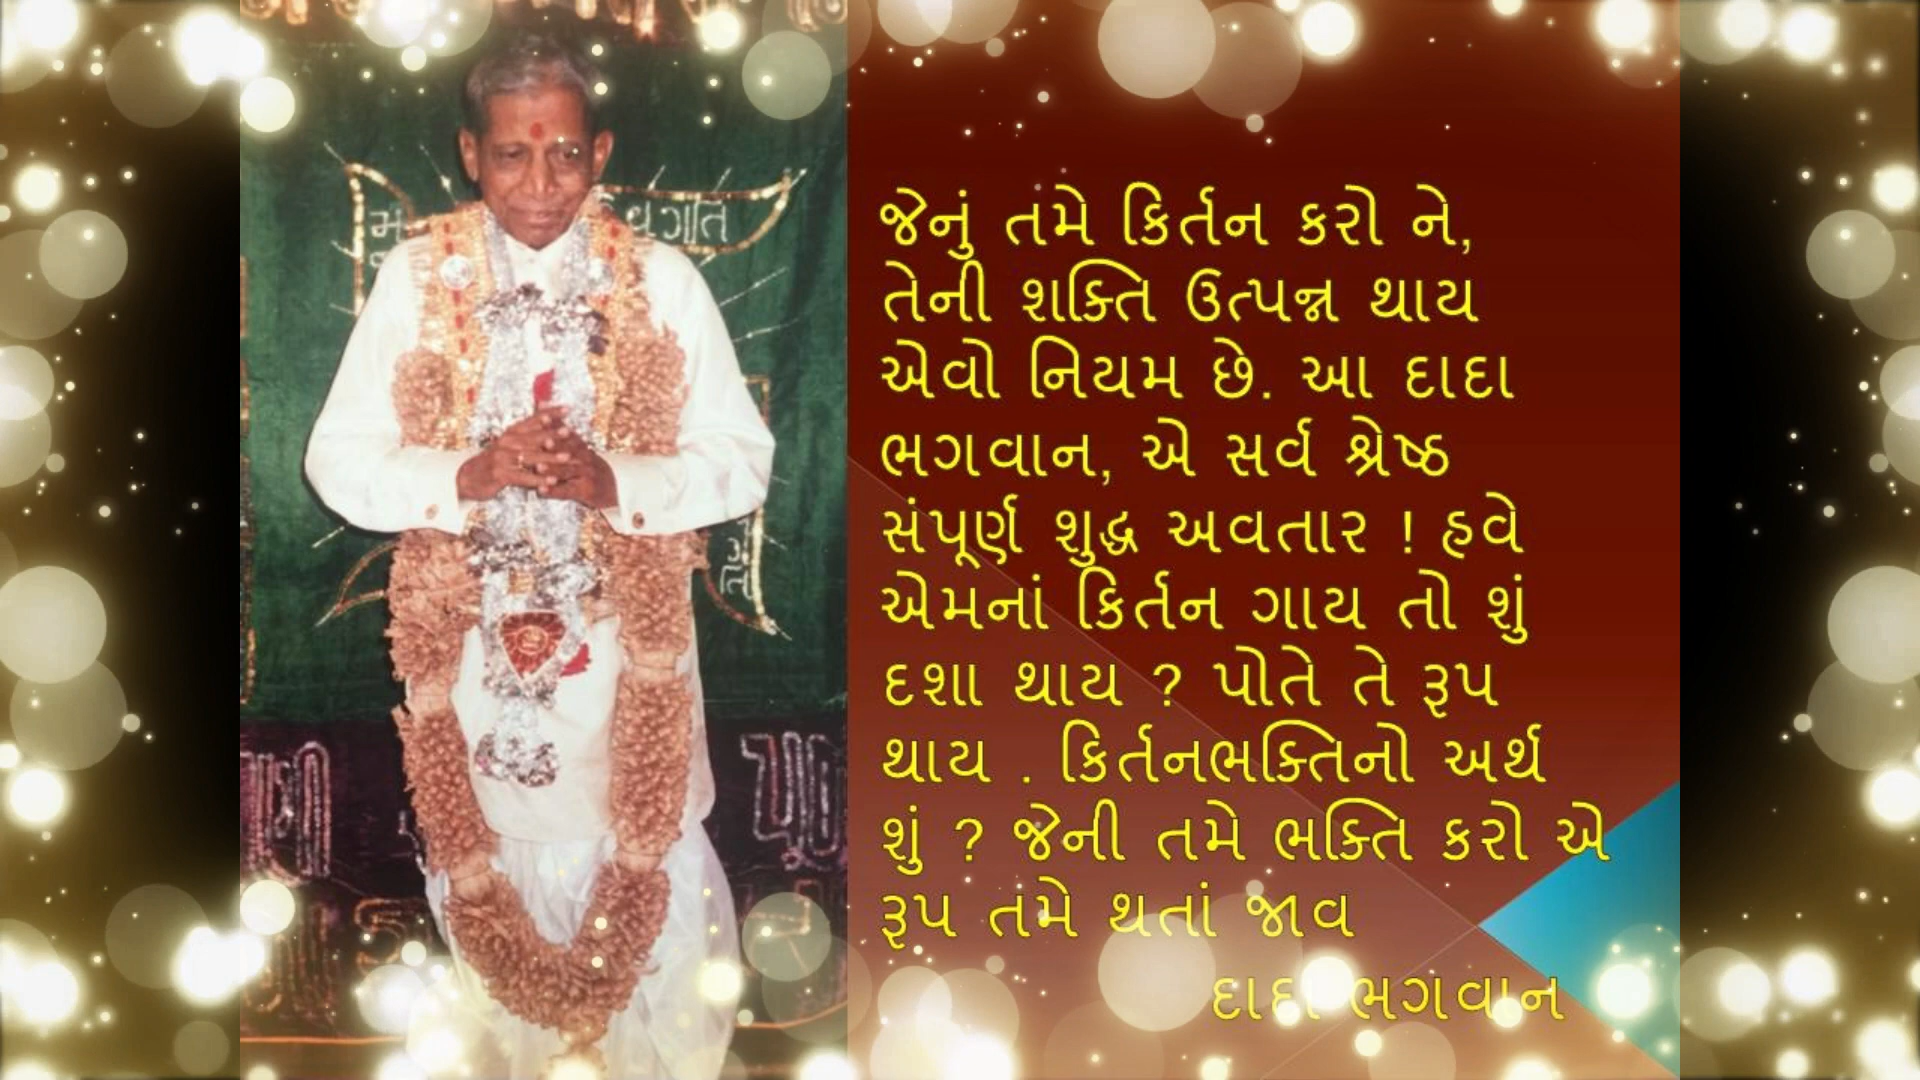 જેનું તમે કિર્તન કરો ને,
તેની શક્તિ ઉત્પન્ન થાય
એવો નિયમ છે. આ દાદા
ભગવાન, એ સર્વ શ્રેષ્ઠ
સંપૂર્ણ શુદ્ધ અવતાર ! હવે
એમનાં કિર્તન ગાય તો શું
દશા થાય ? પોતે તે રૂપ
થાય . કિર્તનભક્તિનો અર્થ
શું ? જેની તમે ભક્તિ કરો એ
રૂપ તમે થતાં જાવ
દાદા ભગવાન